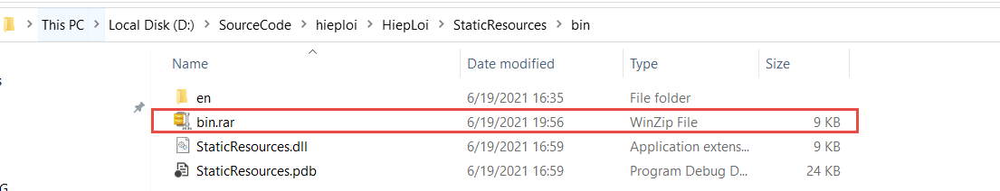 This PC > Local Disk (D:) > SourceCode > hieploi > HiepLoi > StaticResources > bin
Name Date modified Type Size
en 6/19/2021 16:35 File folder
bin.rar 6/19/2021 19:56 WinZip File 9 KB
StaticResources.dll 6/19/2021 16:59 Application extens... 9 KB
StaticResources.pdb 6/19/2021 16:59 Program Debug D... 24 KB